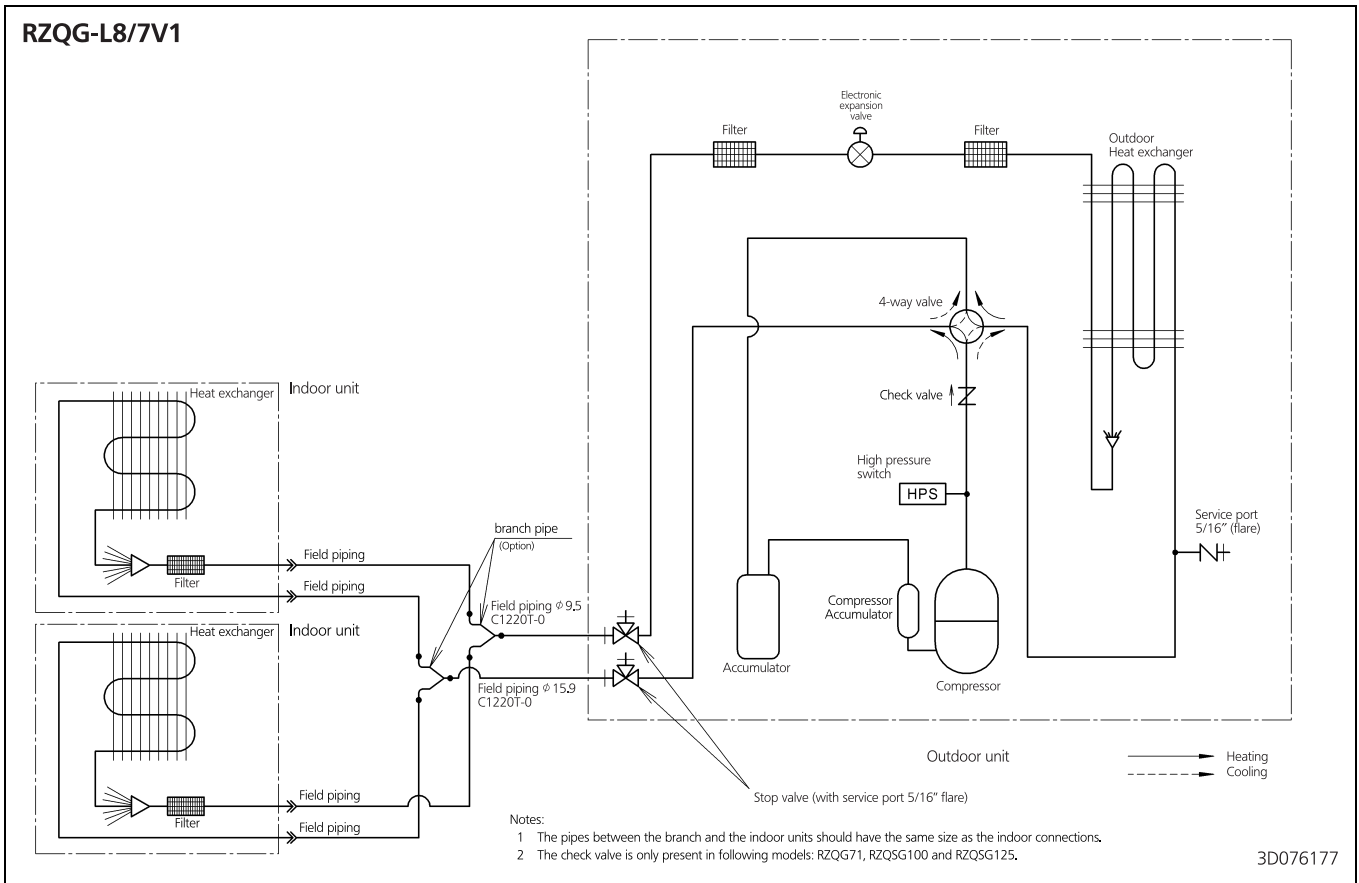 RZQG-L8/7V1
Electronic
expansion
valve
Filter
Filter
Outdoor
Heat exchanger
4-way valve
Check valve
High pressure
switch
HPS
Service port
5/16" (flare)
Heat exchanger
Indoor unit
Filter
Field piping
Field piping
branch pipe
(Option)
Field piping φ 9.5
C1220T-0
Compressor
Accumulator
Accumulator
Compressor
Heat exchanger
Indoor unit
Field piping φ 15.9
C1220T-0
Filter
Field piping
Field piping
Outdoor unit
Heating
Cooling
Stop valve (with service port 5/16" flare)
Notes:
1 The pipes between the branch and the indoor units should have the same size as the indoor connections.
2 The check valve is only present in following models: RZQG71, RZQSG100 and RZQSG125.
3D076177